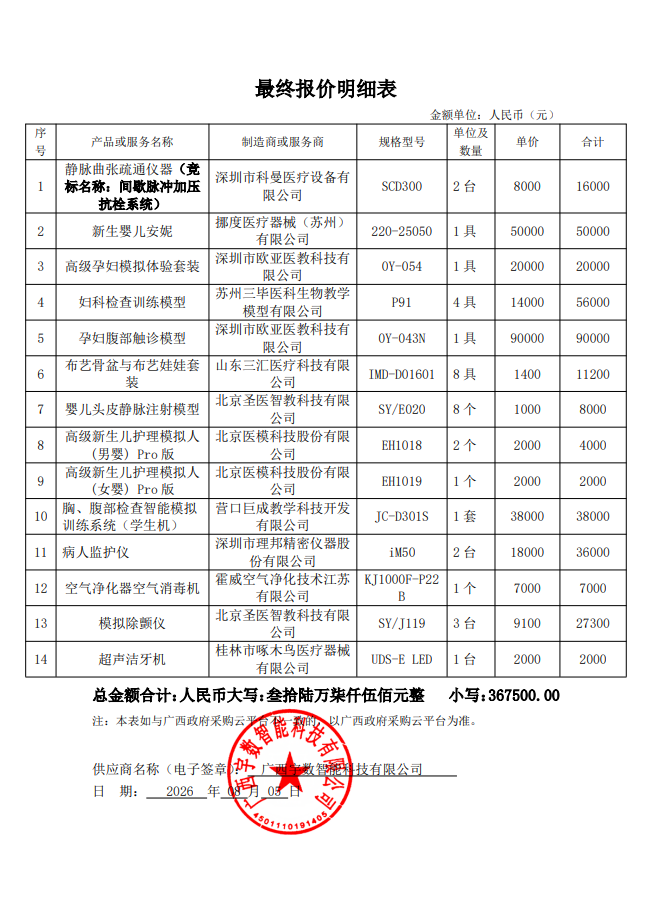 最终报价明细表
金额单位：人民币（元）
序号 产品或服务名称 制造商或服务商 规格型号 单位及数量 单价 合计
1 静脉曲张疏通仪器（竞标名称：间歇脉冲加压抗栓系统） 深圳市科曼医疗设备有限公司 SCD300 2 台 8000 16000
2 新生婴儿安妮 挪度医疗器械（苏州）有限公司 220-25050 1 具 50000 50000
3 高级孕妇模拟体验套装 深圳市欧亚医教科技有限公司 OY-054 1 具 20000 20000
4 妇科检查训练模型 苏州三毕医科生物教学模型有限公司 P91 4 具 14000 56000
5 孕妇腹部触诊模型 深圳市欧亚医教科技有限公司 OY-043N 1 具 90000 90000
6 布艺骨盆与布艺娃娃套装 山东三汇医疗科技有限公司 IMD-D01601 8 具 1400 11200
7 婴儿头皮静脉注射模型 北京圣医智教科技有限公司 SY/E020 8 个 1000 8000
8 高级新生儿护理模拟人(男婴) Pro 版 北京医模科技股份有限公司 EH1018 2 个 2000 4000
9 高级新生儿护理模拟人(女婴) Pro 版 北京医模科技股份有限公司 EH1019 1 个 2000 2000
10 胸、腹部检查智能模拟训练系统（学生机） 营口巨成教学科技开发有限公司 JC-D301S 1 套 38000 38000
11 病人监护仪 深圳市理邦精密仪器股份有限公司 iM50 2 台 18000 36000
12 空气净化器空气消毒机 霍威空气净化技术江苏有限公司 KJ1000F-P22B 1 个 7000 7000
13 模拟除颤仪 北京圣医智教科技有限公司 SY/J119 3 台 9100 27300
14 超声洁牙机 桂林市啄木鸟医疗器械有限公司 UDS-E LED 1 台 2000 2000
总金额合计：人民币大写：叁拾陆万柒仟伍佰元整 小写：367500.00
注：本表如与广西政府采购云平台不一致的，以广西政府采购云平台为准。
供应商名称（电子签章）： 广西宇数智能科技有限公司
日 期： 2026 年 08 月 05 日
广西宇数智能科技有限公司
4501110191405